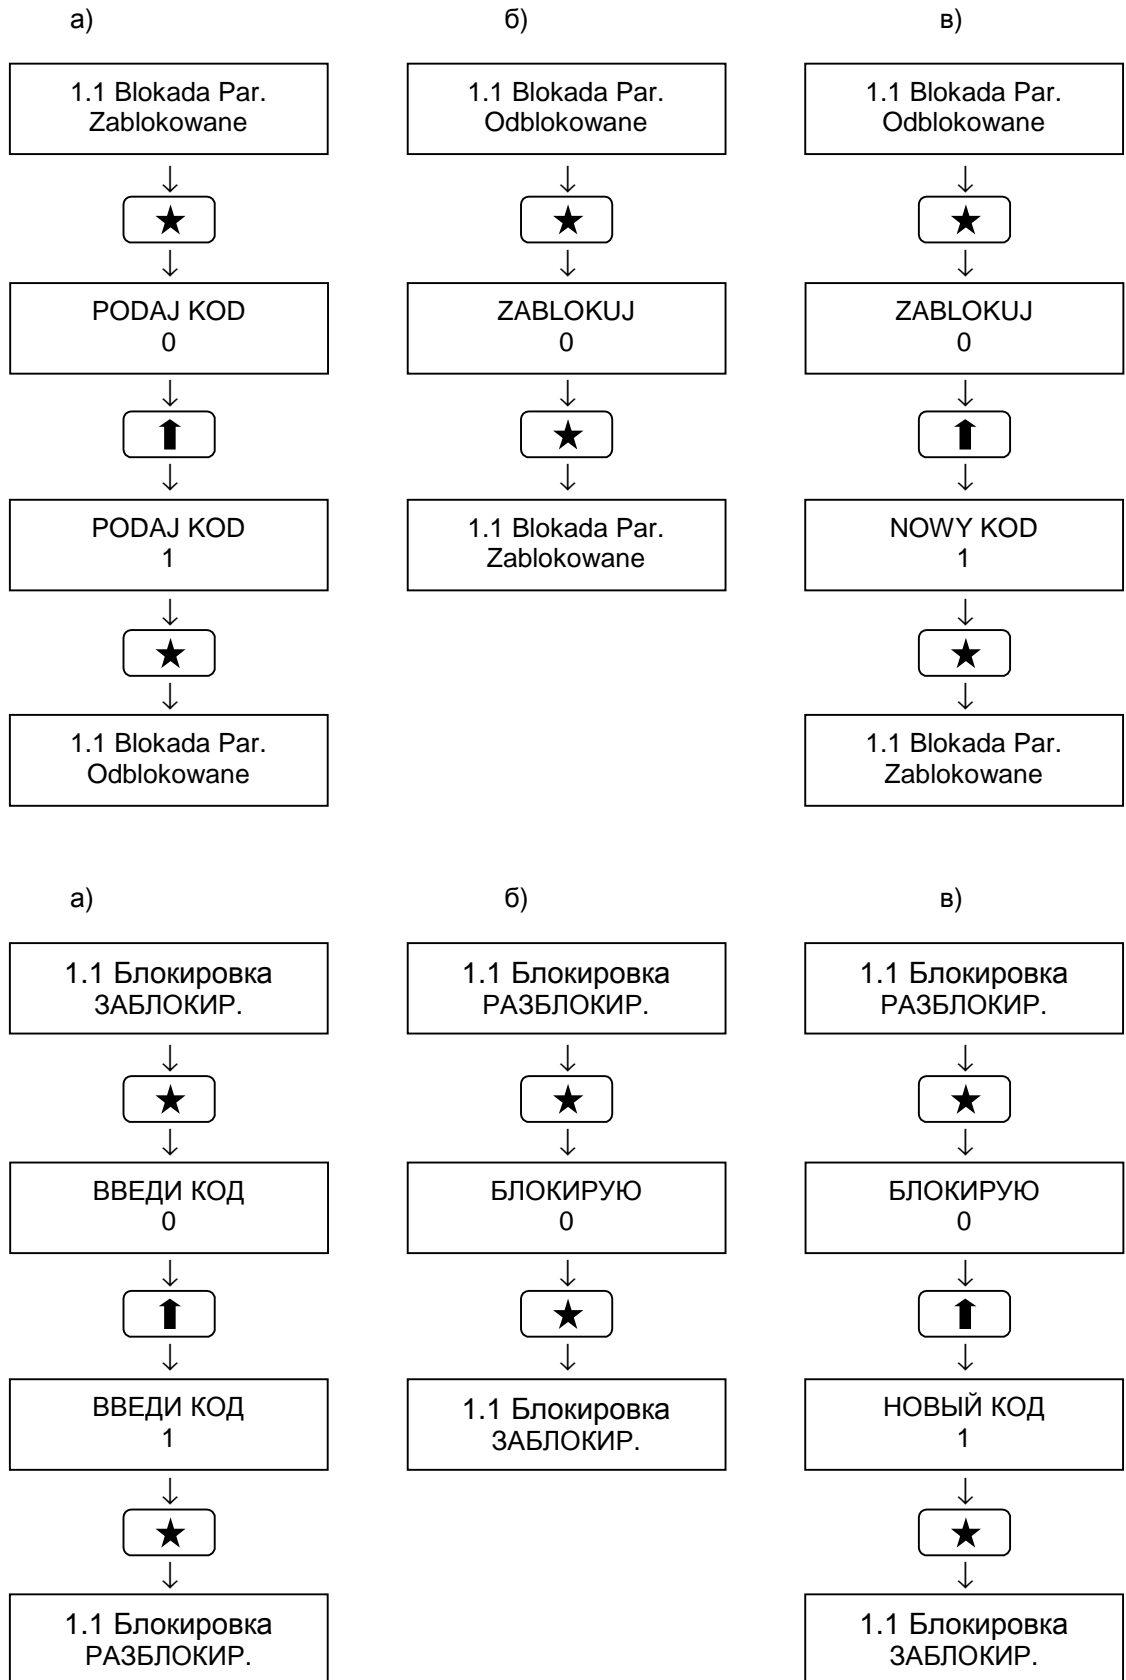 а)
б)
в)
1.1 Blokada Par.
Zablokowane
1.1 Blokada Par.
Odblokowane
1.1 Blokada Par.
Odblokowane
PODAJ KOD
0
ZABLOKUJ
0
ZABLOKUJ
0
PODAJ KOD
1
1.1 Blokada Par.
Zablokowane
NOWY KOD
1
1.1 Blokada Par.
Odblokowane
1.1 Blokada Par.
Zablokowane
а)
б)
в)
1.1 Блокировка
ЗАБЛОКИР.
1.1 Блокировка
РАЗБЛОКИР.
1.1 Блокировка
РАЗБЛОКИР.
ВВЕДИ КОД
0
БЛОКИРУЮ
0
БЛОКИРУЮ
0
ВВЕДИ КОД
1
1.1 Блокировка
ЗАБЛОКИР.
НОВЫЙ КОД
1
1.1 Блокировка
РАЗБЛОКИР.
1.1 Блокировка
ЗАБЛОКИР.